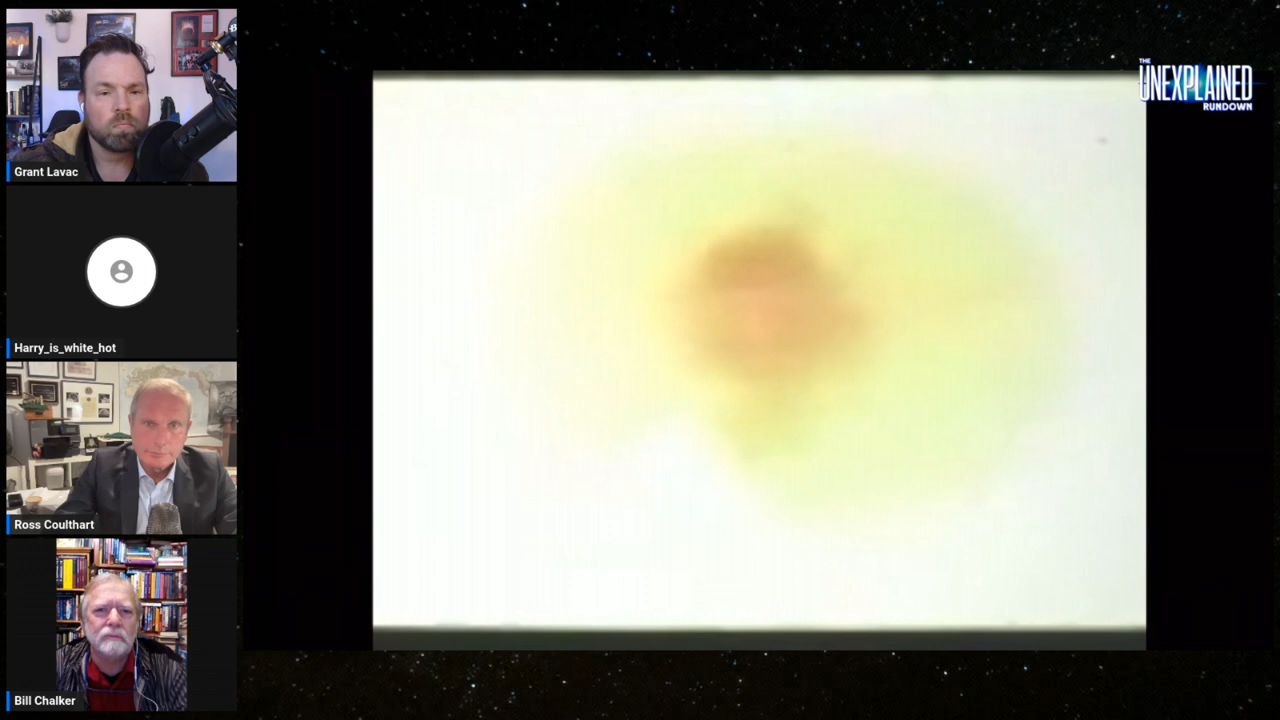 Grant Lavac
Harry_is_white_hot
Ross Coulthart
Bill Chalker
THE
UNEXPLAINED
RUNDOWN